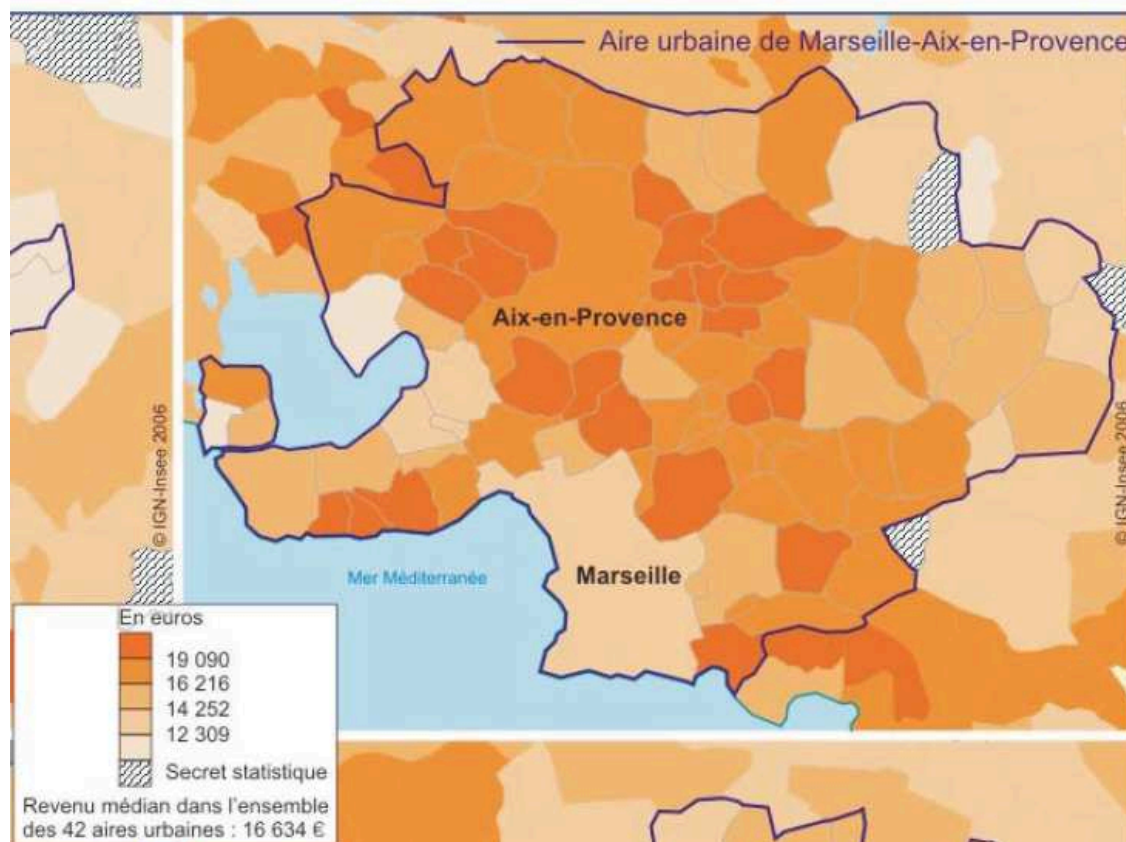 Aire urbaine de Marseille-Aix-en-Provence
Aix-en-Provence
© IGN-Insee 2006
© IGN-Insee 2006
Mer Méditerranée
Marseille
En euros
19 090
16 216
14 252
12 309
Secret statistique
Revenu médian dans l'ensemble
des 42 aires urbaines : 16 634 €